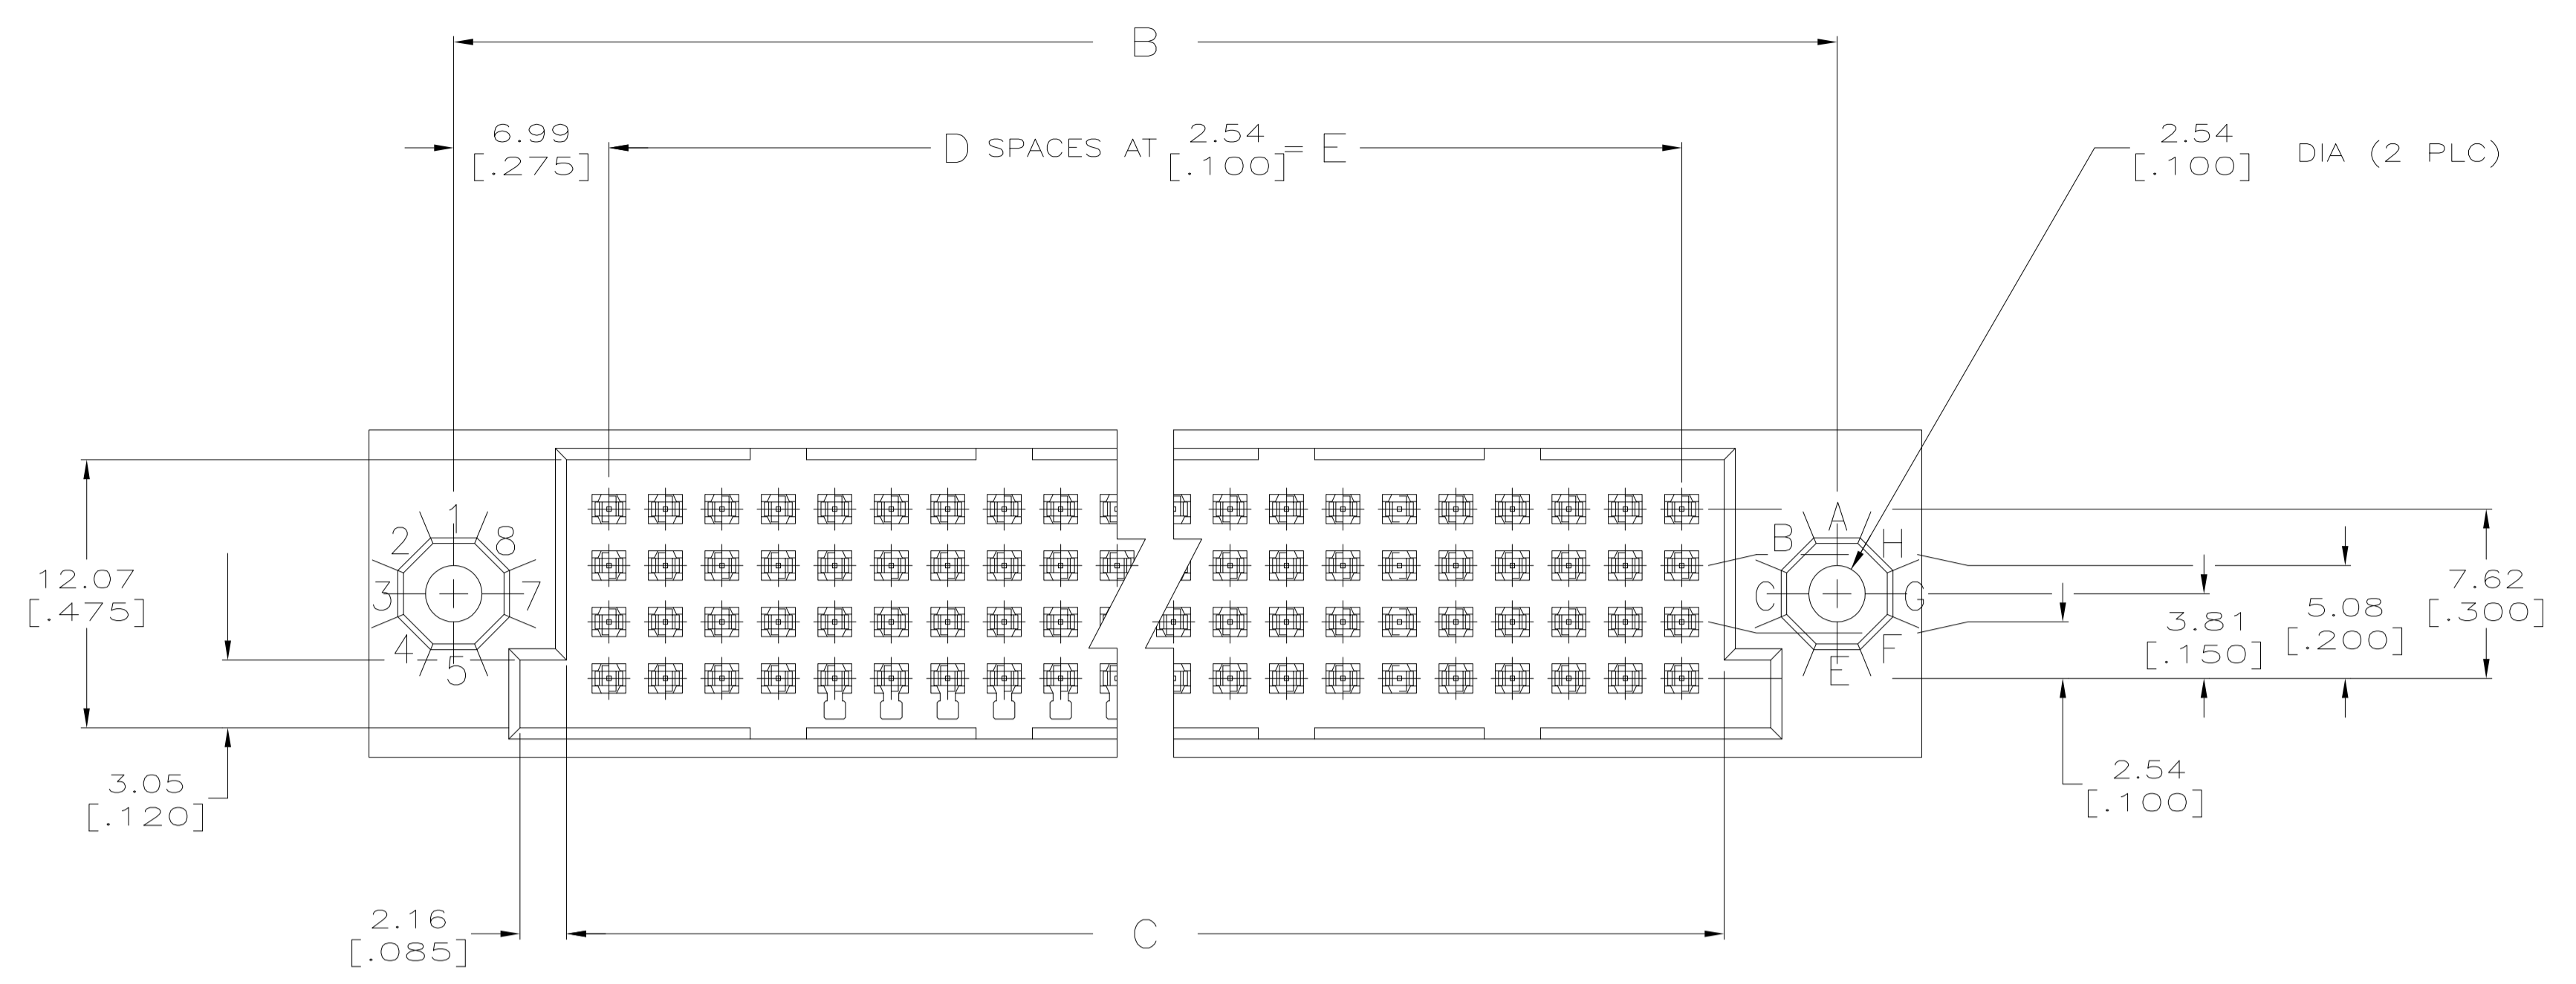 B
6.99
[.275]
D SPACES AT 2.54 [.100] = E
2.54
[.100]
DIA (2 PLC)
1
2
8
3
7
4
5
A
B
H
C
G
F
E
12.07
[.475]
7.62
[.300]
5.08
[.200]
3.81
[.150]
3.05
[.120]
2.54
[.100]
2.16
[.085]
C